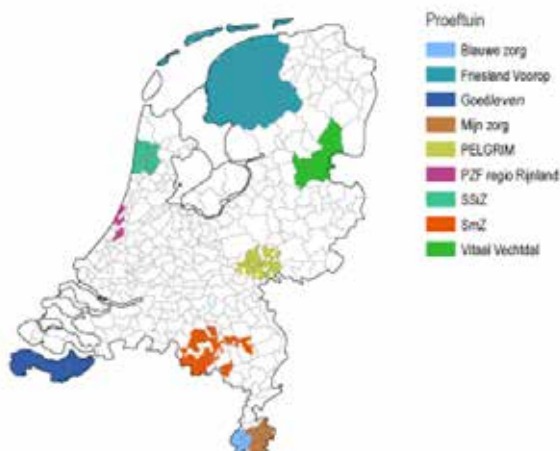 Proeftuin
Blauwe zorg
Friesland Voorop
Goedleven
Mijn zorg
PELGRIM
PZF regio Rijnland
SSiZ
SmZ
Vitaal Vechtdal